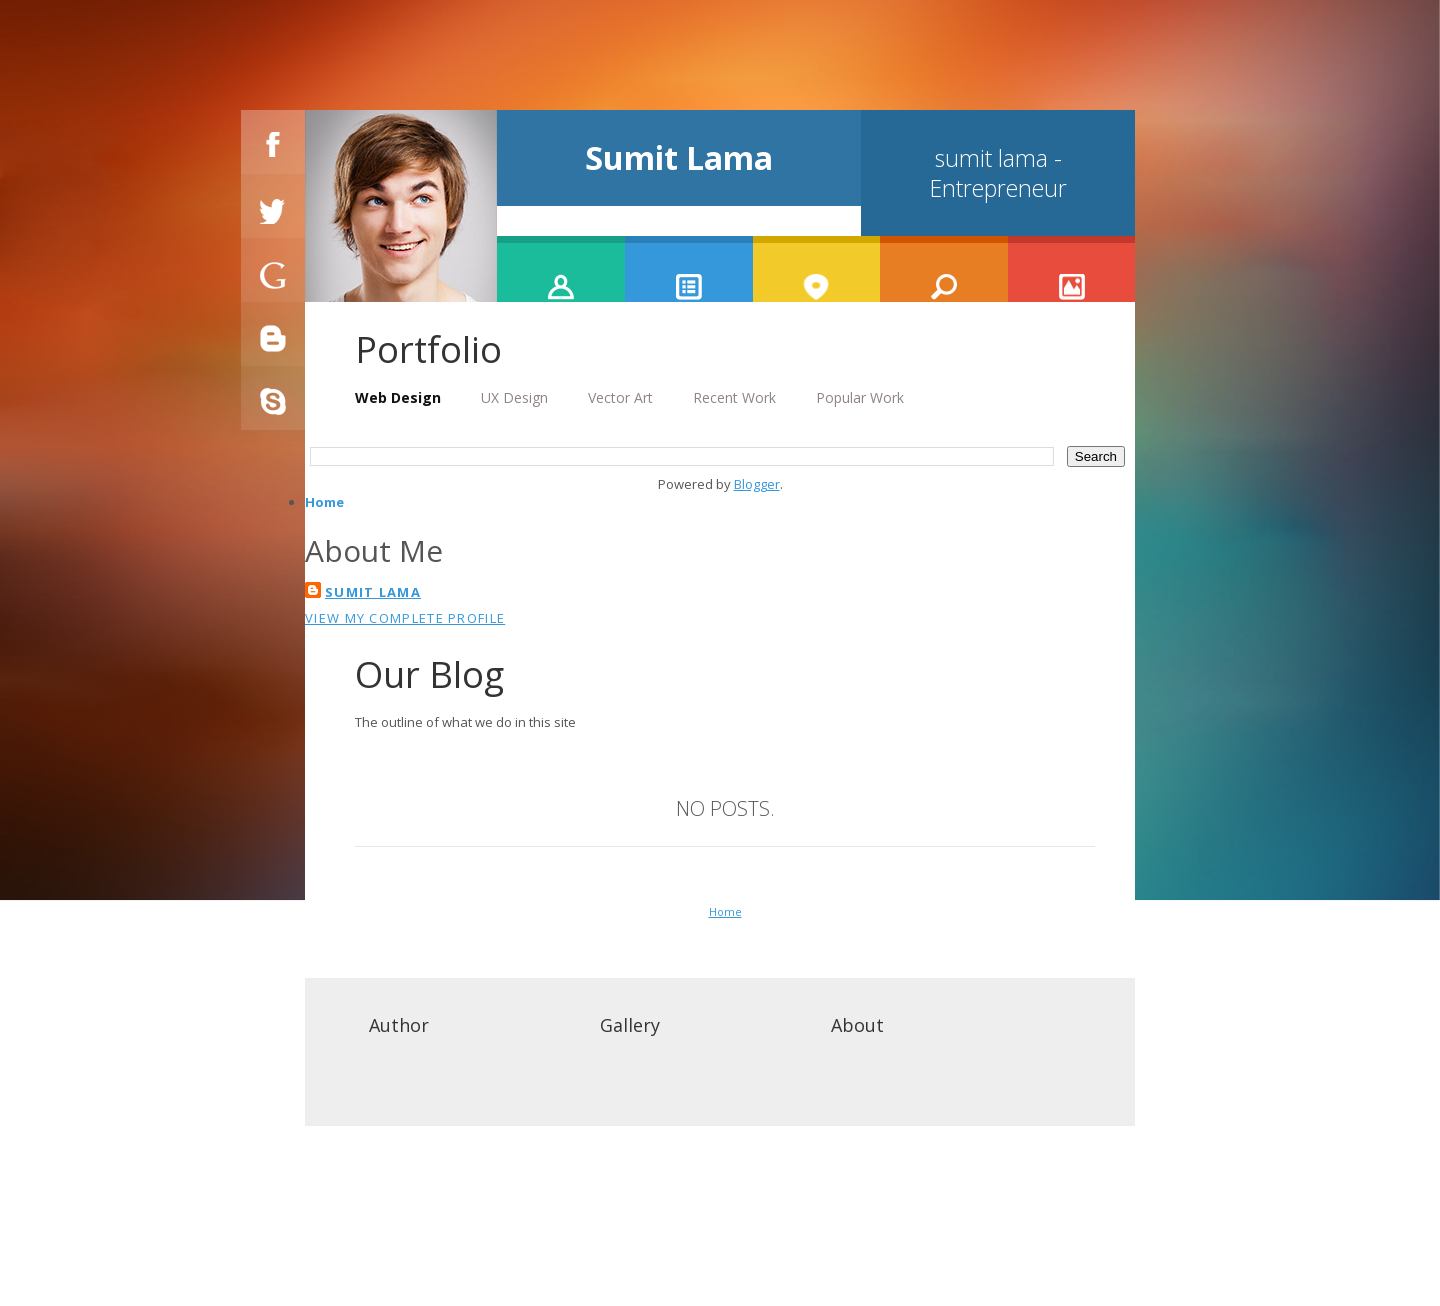 Sumit Lama
sumit lama -
Entrepreneur
Portfolio
Web Design UX Design Vector Art Recent Work Popular Work
Search
Powered by Blogger.
Home
About Me
SUMIT LAMA
VIEW MY COMPLETE PROFILE
Our Blog
The outline of what we do in this site
NO POSTS.
Home
Author Gallery About